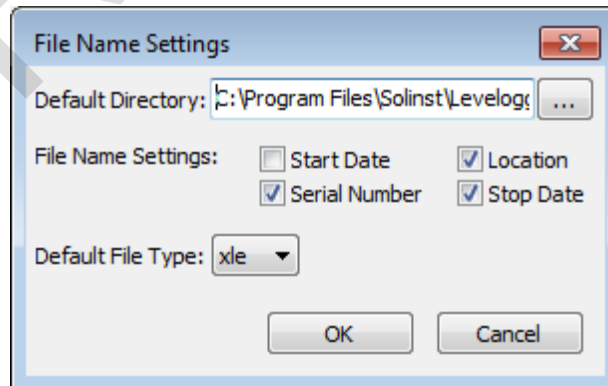 File Name Settings
Default Directory: C:\Program Files\Solinst\Levelogg ...
File Name Settings: Start Date Location
Serial Number Stop Date
Default File Type: xle
OK Cancel